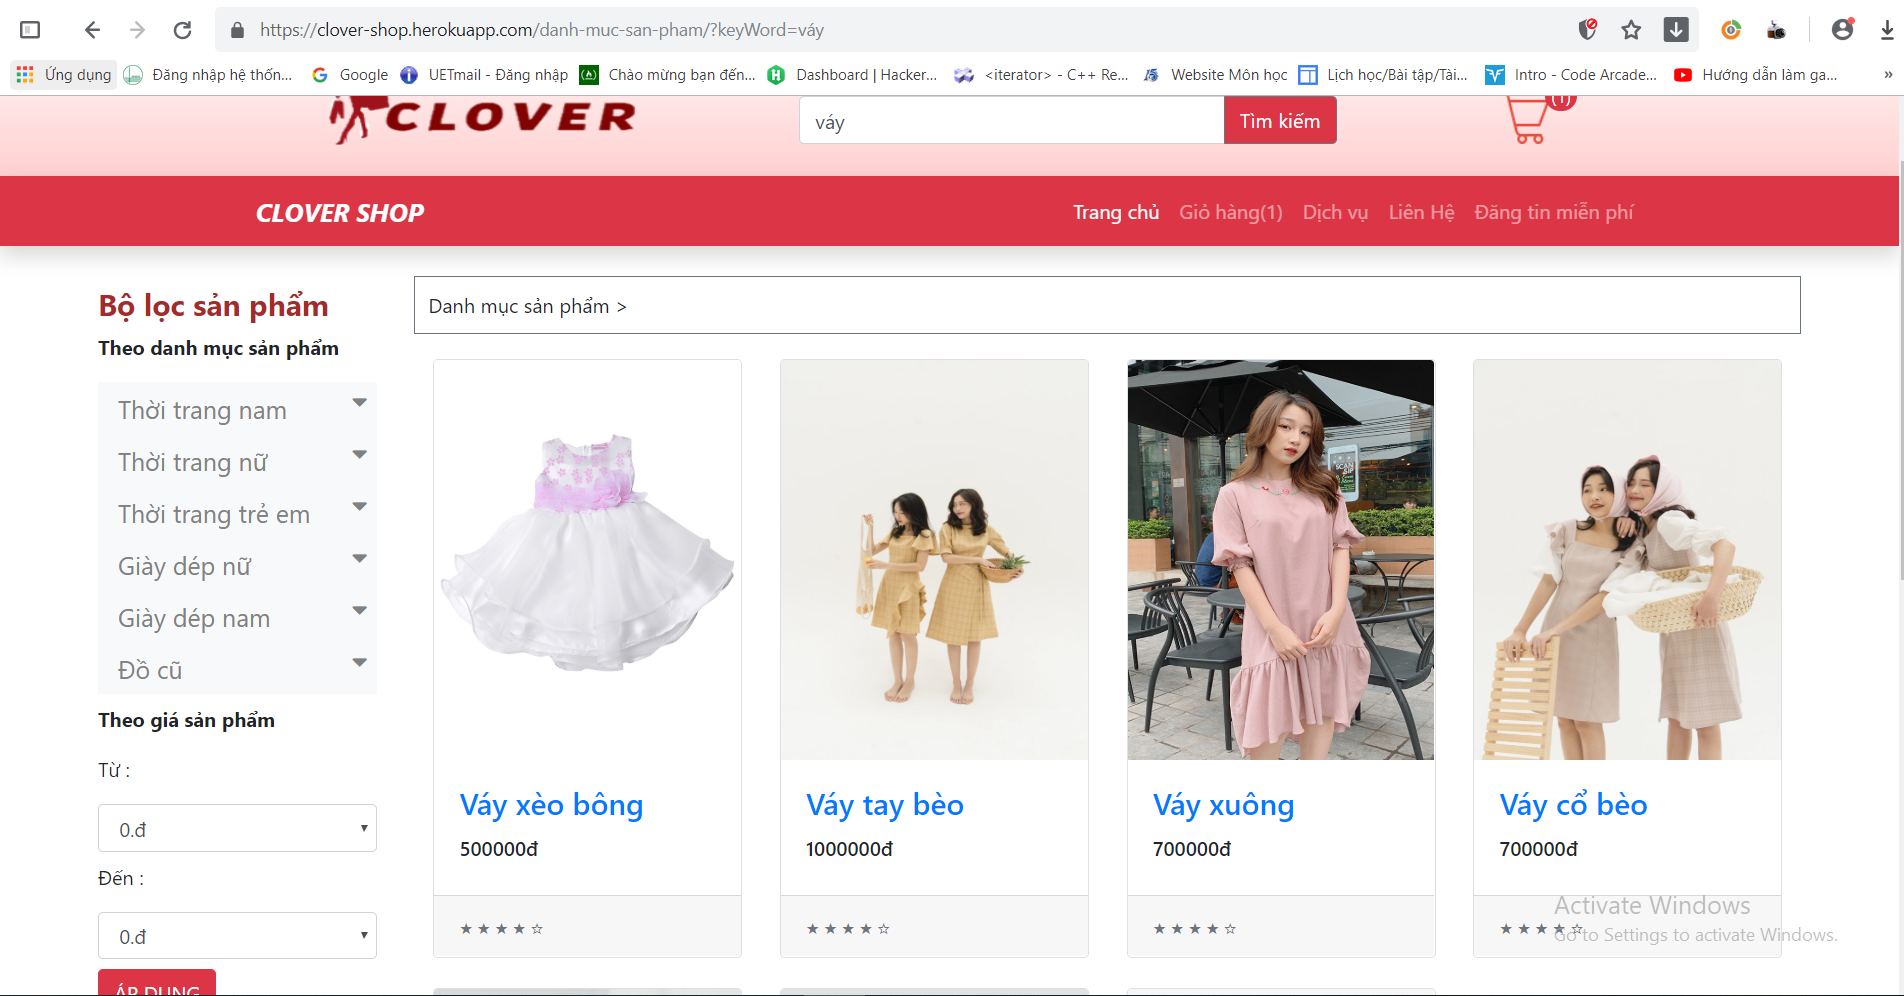 https://clover-shop.herokuapp.com/danh-muc-san-pham/?keyWord=váy
Ứng dụng Đăng nhập hệ thốn... Google UETmail - Đăng nhập Chào mừng bạn đến... Dashboard | Hacker... <iterator> - C++ Re... Website Môn học Lịch học/Bài tập/Tài... Intro - Code Arcade... Hướng dẫn làm ga... »
CLOVER váy Tìm kiếm (1)
CLOVER SHOP Trang chủ Giỏ hàng(1) Dịch vụ Liên Hệ Đăng tin miễn phí
Bộ lọc sản phẩm
Theo danh mục sản phẩm
Thời trang nam
Thời trang nữ
Thời trang trẻ em
Giày dép nữ
Giày dép nam
Đồ cũ
Theo giá sản phẩm
Từ :
0.đ
Đến :
0.đ
ÁP DỤNG
Danh mục sản phẩm >
SCAN
Váy xèo bông
500000đ
★ ★ ★ ★ ☆
Váy tay bèo
1000000đ
★ ★ ★ ★ ☆
Váy xuông
700000đ
★ ★ ★ ★ ☆
Váy cổ bèo
700000đ
★ ★ ★ ★ ☆
Activate Windows
Go to Settings to activate Windows.